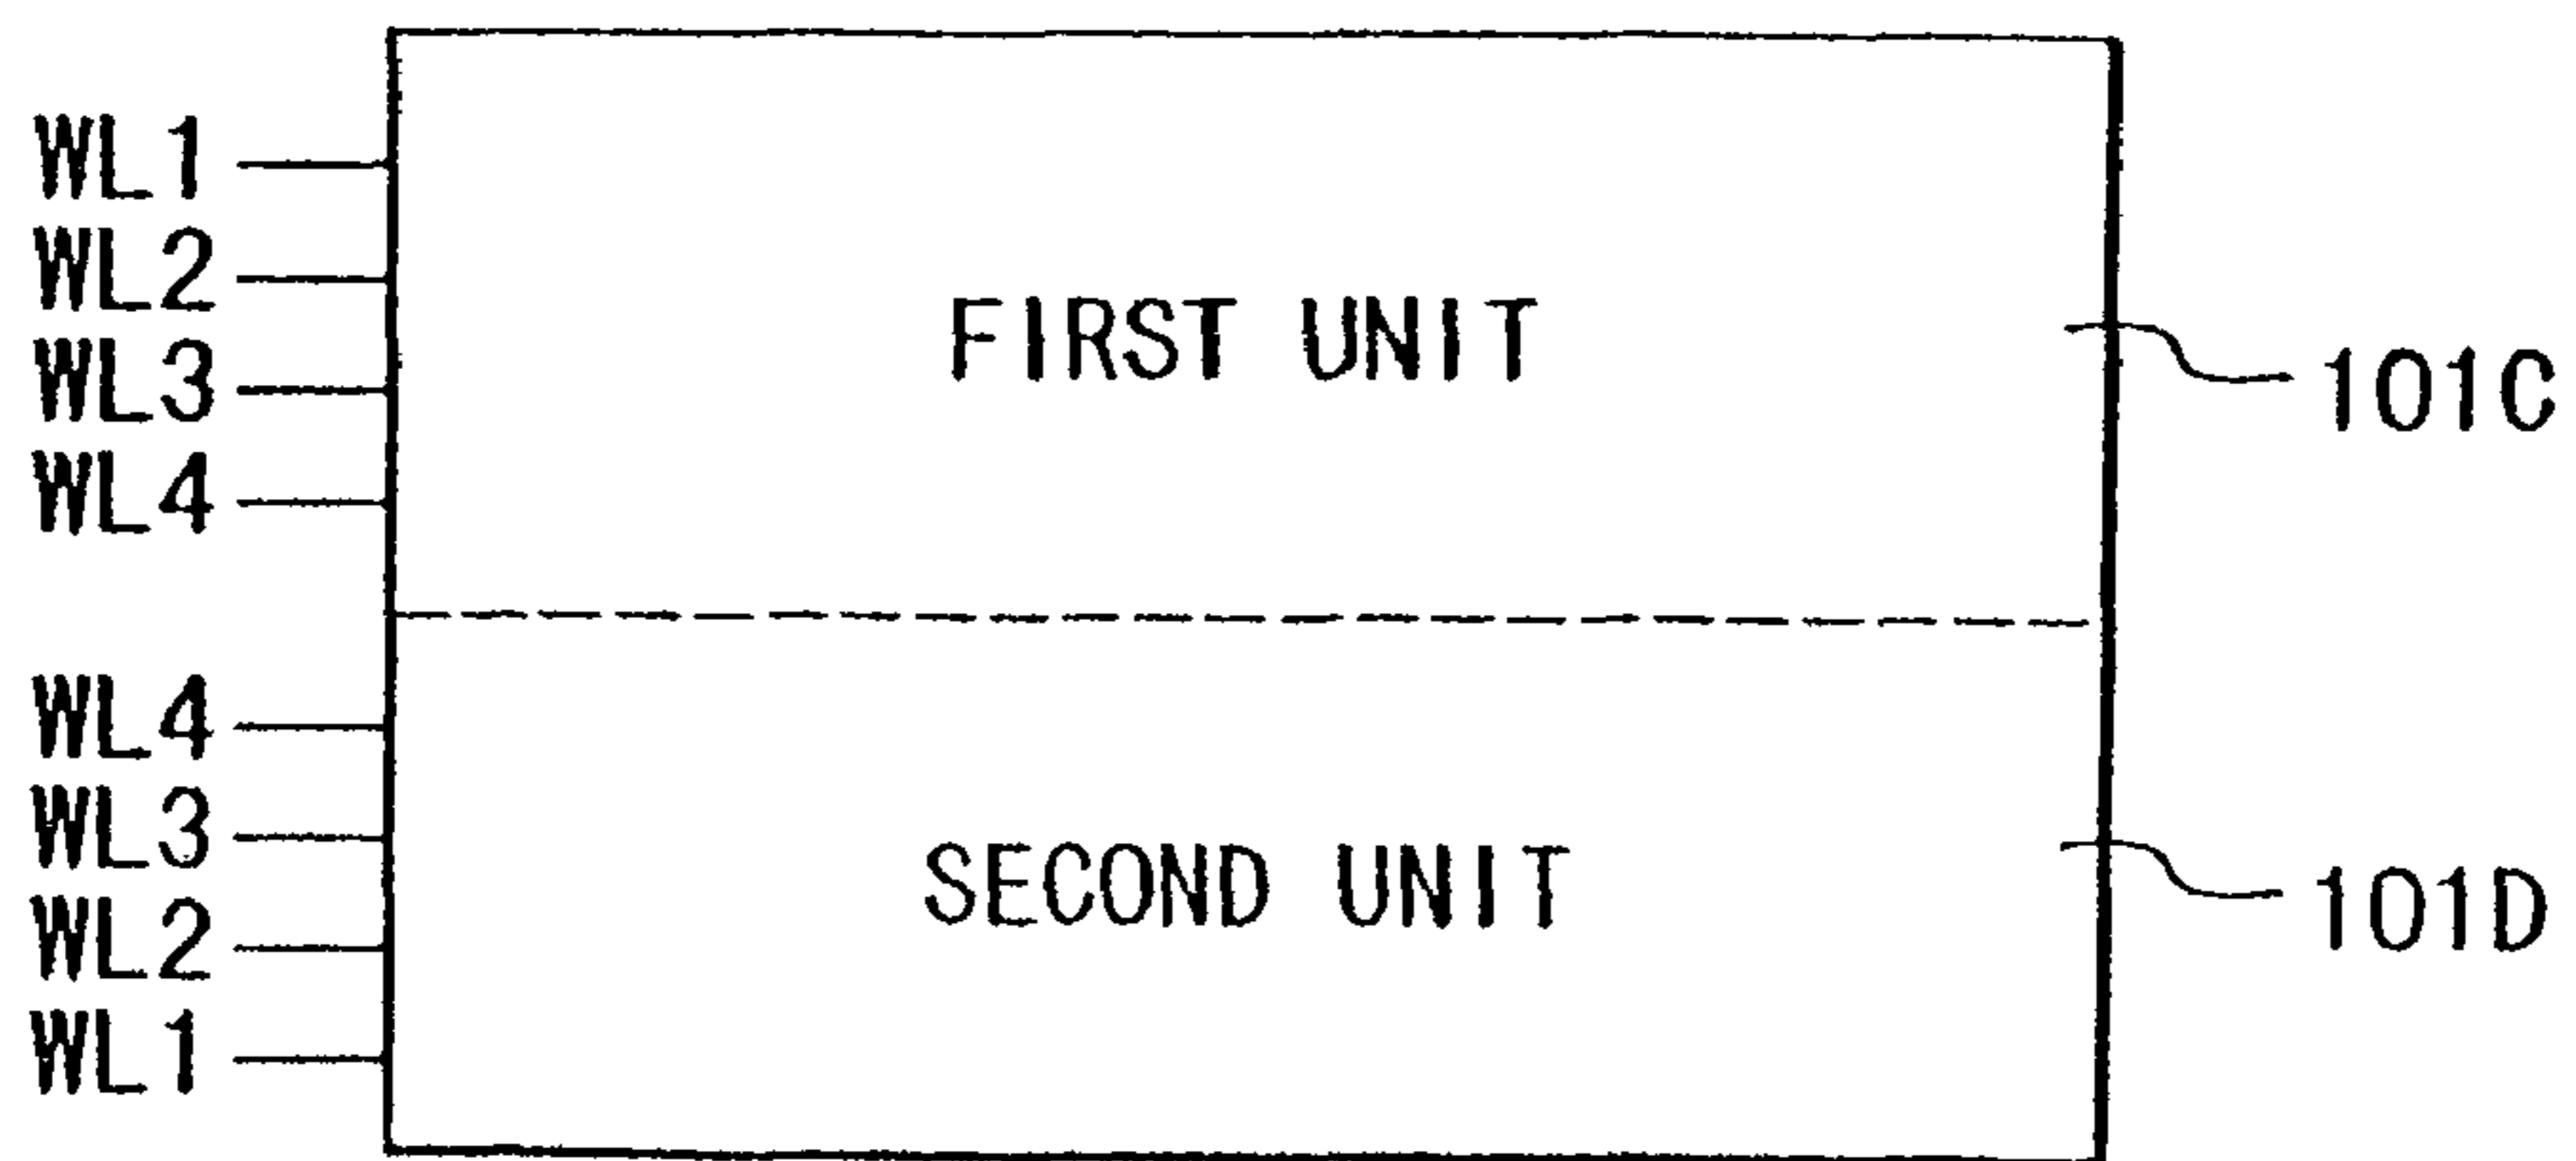 WL1
WL2
WL3
WL4
FIRST UNIT
101C
WL4
WL3
WL2
WL1
SECOND UNIT
101D